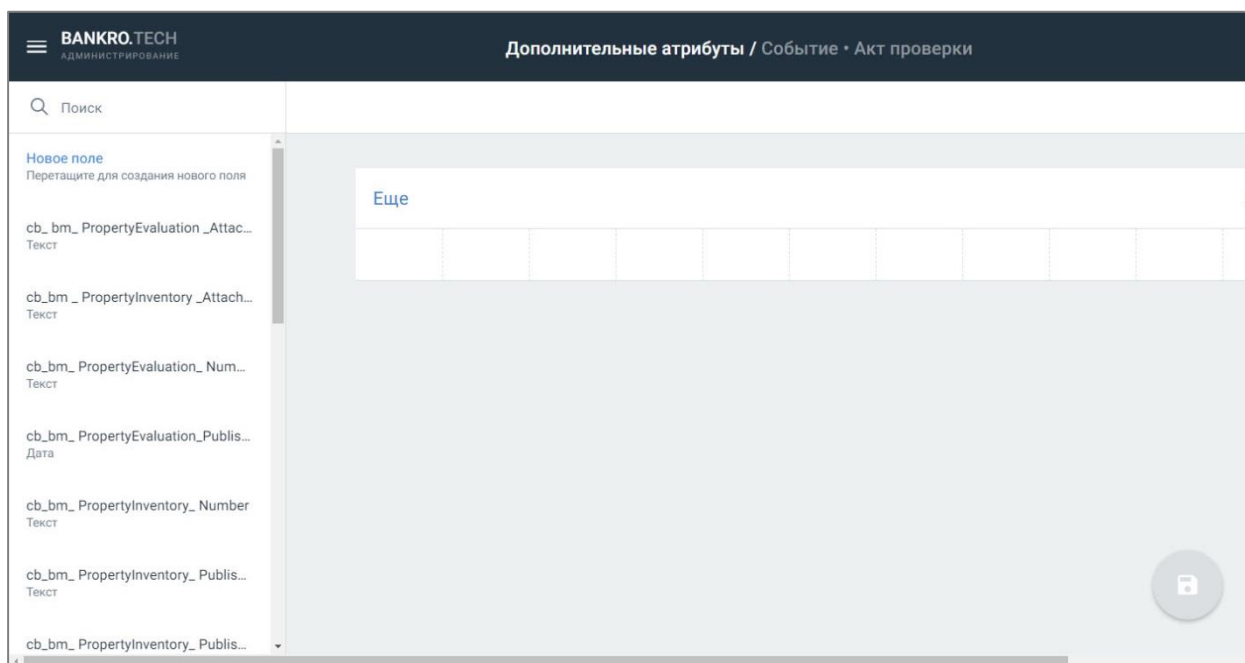 BANKRO.TECH
АДМИНИСТРИРОВАНИЕ
Дополнительные атрибуты / Событие • Акт проверки
Поиск
Новое поле
Перетащите для создания нового поля
Еще
cb_ bm_ PropertyEvaluation _Attac...
Текст
cb_bm _ PropertyInventory _Attach...
Текст
cb_bm_ PropertyEvaluation_ Num...
Текст
cb_bm_ PropertyEvaluation_Publis...
Дата
cb_bm_ PropertyInventory_ Number
Текст
cb_bm_ PropertyInventory_ Publis...
Текст
cb_bm_ PropertyInventory_ Publis...